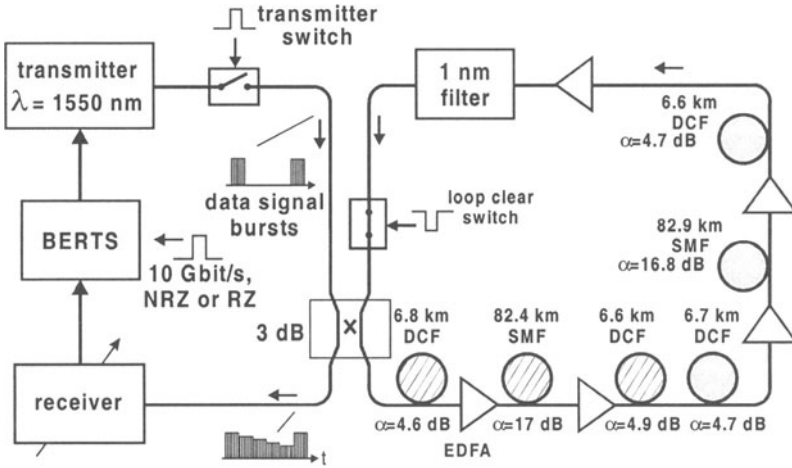 transmitter
switch
transmitter
λ = 1550 nm
1 nm
filter
6.6 km
DCF
α=4.7 dB
data signal
bursts
loop clear
switch
BERTS
10 Gbit/s,
NRZ or RZ
82.9 km
SMF
α=16.8 dB
3 dB
x
6.8 km
DCF
82.4 km
SMF
6.6 km
DCF
6.7 km
DCF
receiver
α=4.6 dB
EDFA
α=17 dB
α=4.9 dB
α=4.7 dB
t